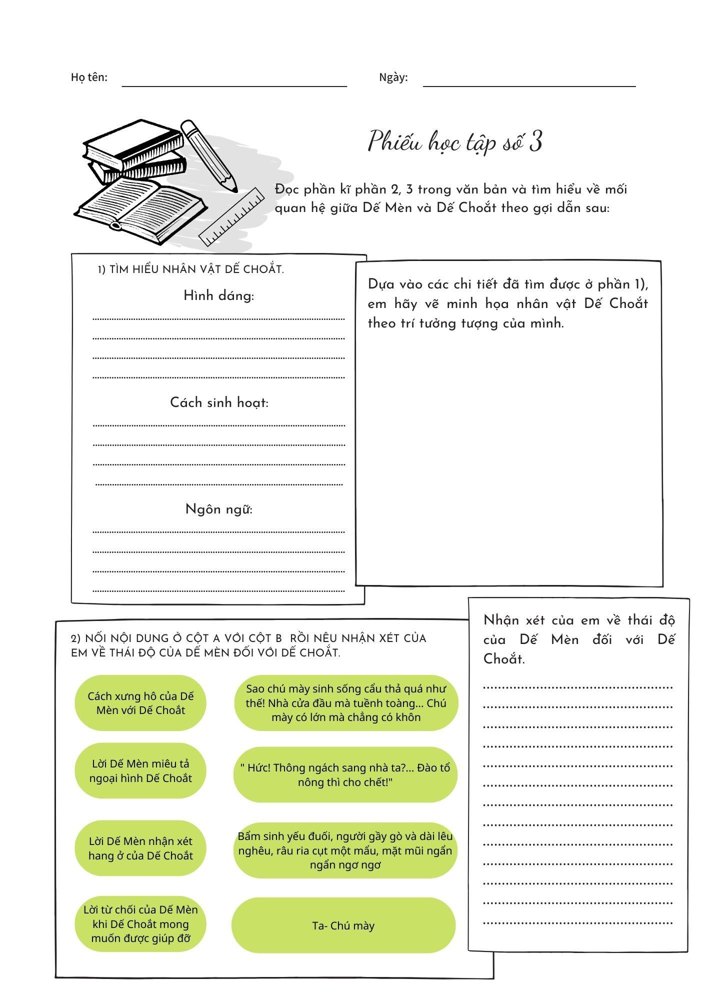 Họ tên:
Ngày:
Phiếu học tập số 3
Đọc phần kĩ phần 2, 3 trong văn bản và tìm hiểu về mối
quan hệ giữa Dế Mèn và Dế Choắt theo gợi dẫn sau:
1) TÌM HIỂU NHÂN VẬT DẾ CHOẮT.
Hình dáng:
Cách sinh hoạt:
Ngôn ngữ:
Dựa vào các chi tiết đã tìm được ở phần 1),
em hãy vẽ minh họa nhân vật Dế Choắt
theo trí tưởng tượng của mình.
2) NỐI NỘI DUNG Ở CỘT A VỚI CỘT B RỒI NÊU NHẬN XÉT CỦA
EM VỀ THÁI ĐỘ CỦA DẾ MÈN ĐỐI VỚI DẾ CHOẮT.
Cách xưng hô của Dế
Mèn với Dế Choắt
Sao chú mày sinh sống cẩu thả quá như
thế! Nhà cửa đầu mà tuềnh toàng... Chú
mày có lớn mà chẳng có khôn
Lời Dế Mèn miêu tả
ngoại hình Dế Choắt
" Hức! Thông ngách sang nhà ta?... Đào tổ
nông thì cho chết!"
Lời Dế Mèn nhận xét
hang ở của Dế Choắt
Bẩm sinh yếu đuối, người gầy gò và dài lêu
nghêu, râu ria cụt một mẩu, mặt mũi ngẩn
ngẩn ngơ ngơ
Lời từ chối của Dế Mèn
khi Dế Choắt mong
muốn được giúp đỡ
Ta- Chú mày
Nhận xét của em về thái độ
của Dế Mèn đối với Dế
Choắt.